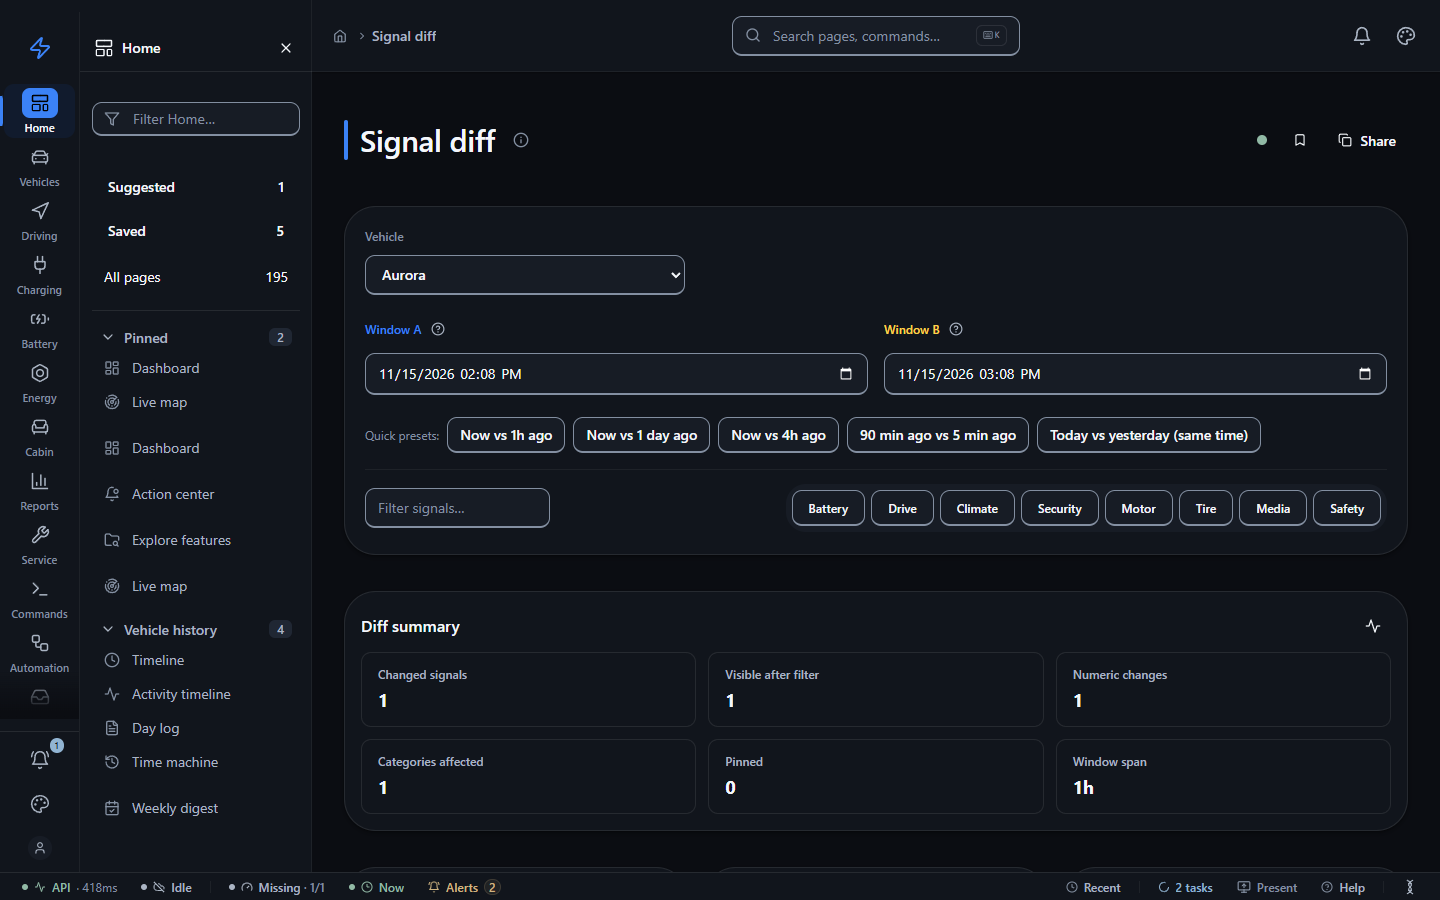 Home
Vehicles
Driving
Charging
Battery
Energy
Cabin
Reports
Service
Commands
Automation
1
Home
Filter Home...
Suggested 1
Saved 5
All pages 195
Pinned 2
Dashboard
Live map
Dashboard
Action center
Explore features
Live map
Vehicle history 4
Timeline
Activity timeline
Day log
Time machine
Weekly digest
Signal diff
Search pages, commands... K
Signal diff
Share
Vehicle
Aurora
Window A
Window B
11/15/2026 02:08 PM
11/15/2026 03:08 PM
Quick presets: Now vs 1h ago Now vs 1 day ago Now vs 4h ago 90 min ago vs 5 min ago Today vs yesterday (same time)
Filter signals...
Battery Drive Climate Security Motor Tire Media Safety
Diff summary
Changed signals
1
Visible after filter
1
Numeric changes
1
Categories affected
1
Pinned
0
Window span
1h
API · 418ms Idle Missing · 1/1 Now Alerts 2 Recent 2 tasks Present Help